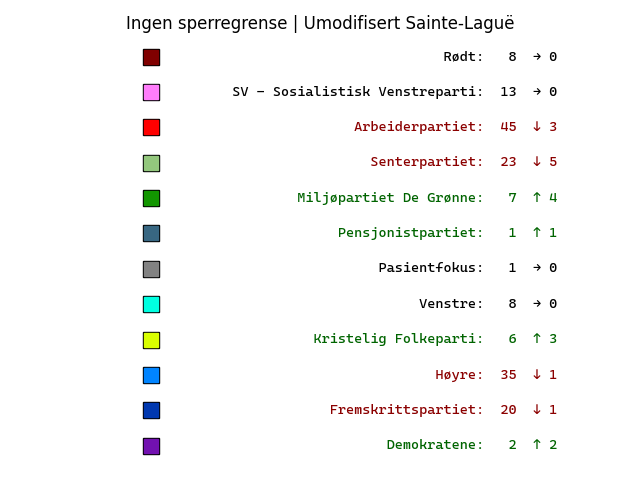 Ingen sperregrense | Umodifisert Sainte-Laguë
Rødt: 8 → 0
SV – Sosialistisk Venstreparti: 13 → 0
Arbeiderpartiet: 45 ↓ 3
Senterpartiet: 23 ↓ 5
Miljøpartiet De Grønne: 7 ↑ 4
Pensjonistpartiet: 1 ↑ 1
Pasientfokus: 1 → 0
Venstre: 8 → 0
Kristelig Folkeparti: 6 ↑ 3
Høyre: 35 ↓ 1
Fremskrittspartiet: 20 ↓ 1
Demokratene: 2 ↑ 2